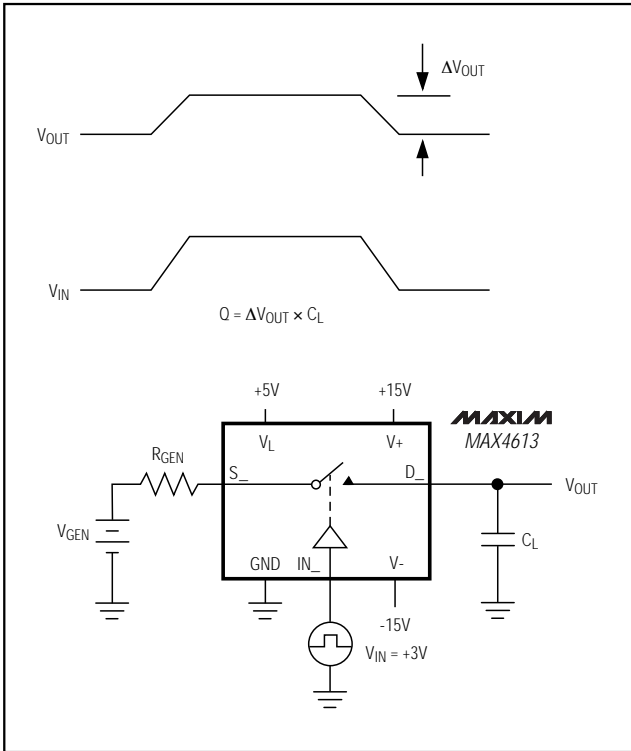 ΔVOUT
VOUT
VIN
Q = ΔVOUT × CL
+5V
+15V
MAXIM
MAX4613
VL
V+
RGEN
S_
D_
VOUT
VGEN
CL
GND
IN_
V-
-15V
VIN = +3V